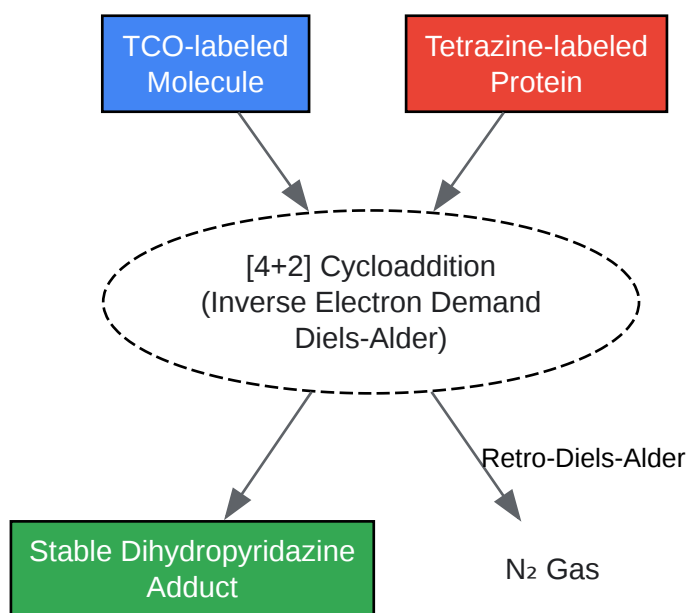 TCO-labeled
Molecule
Tetrazine-labeled
Protein
[4+2] Cycloaddition
(Inverse Electron Demand
Diels-Alder)
Retro-Diels-Alder
Stable Dihydropyridazine
Adduct
N₂ Gas